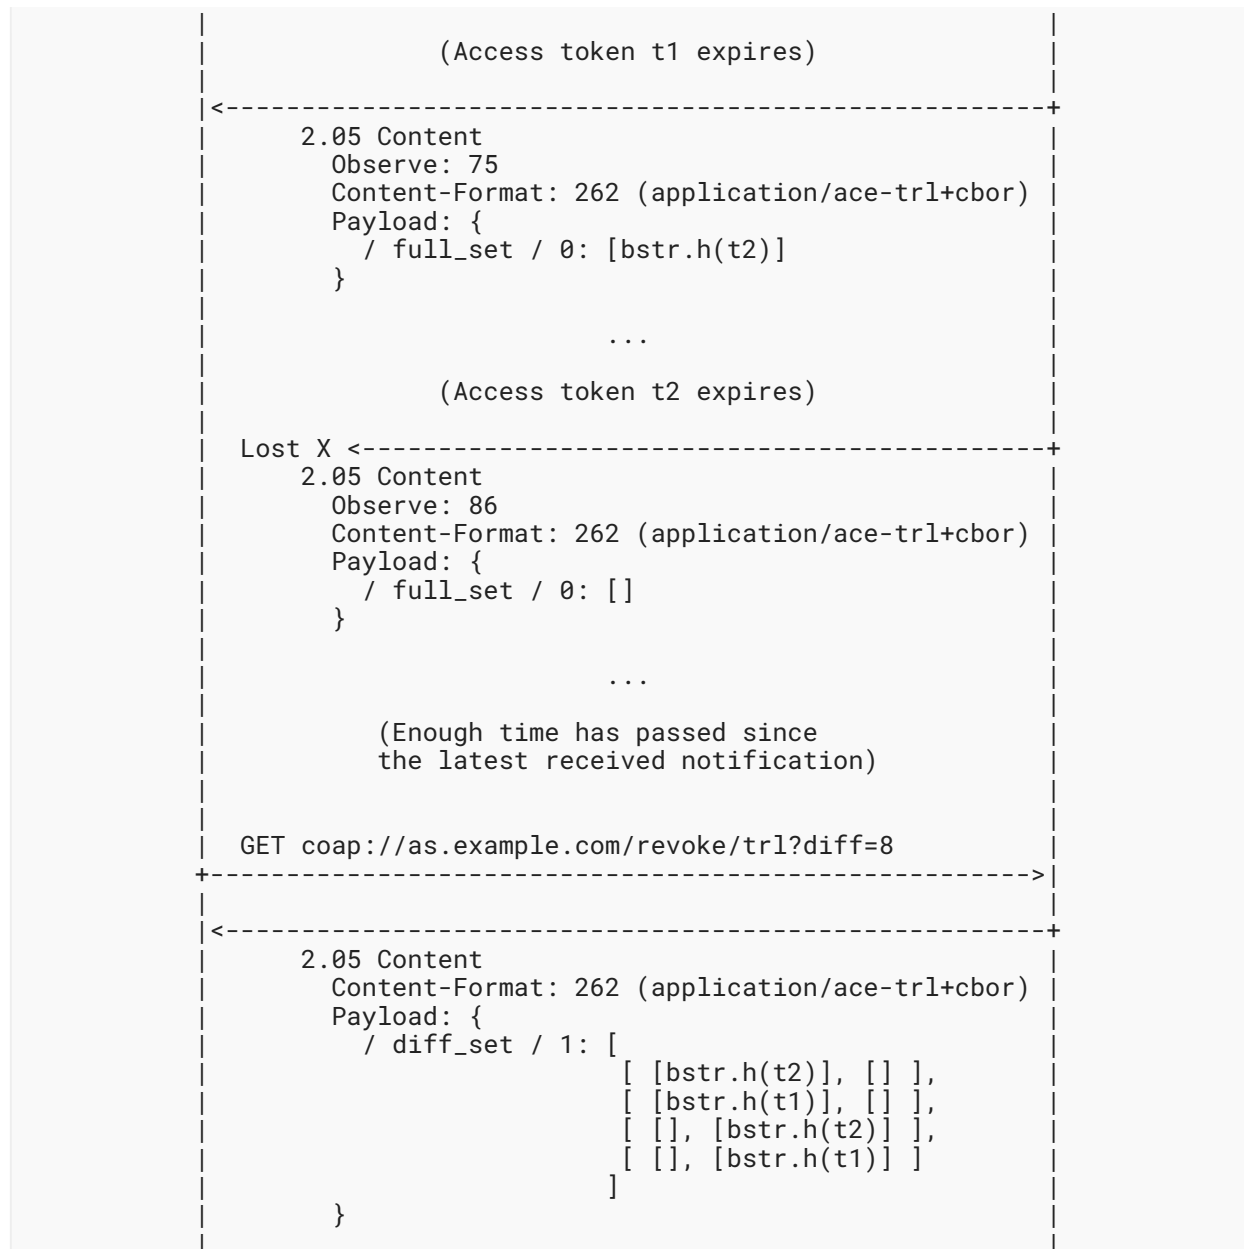 |                                                       |
|               (Access token t1 expires)               |
|                                                       |
|<------------------------------------------------------+
|      2.05 Content                                     |
|        Observe: 75                                    |
|        Content-Format: 262 (application/ace-trl+cbor) |
|        Payload: {                                     |
|          / full_set / 0: [bstr.h(t2)]                 |
|        }                                              |
|                                                       |
|                          ...                          |
|                                                       |
|               (Access token t2 expires)               |
|                                                       |
|  Lost X <---------------------------------------------+
|      2.05 Content                                     |
|        Observe: 86                                    |
|        Content-Format: 262 (application/ace-trl+cbor) |
|        Payload: {                                     |
|          / full_set / 0: []                           |
|        }                                              |
|                                                       |
|                          ...                          |
|                                                       |
|           (Enough time has passed since               |
|           the latest received notification)           |
|                                                       |
|                                                       |
|  GET coap://as.example.com/revoke/trl?diff=8          |
+------------------------------------------------------>|
|                                                       |
|<------------------------------------------------------+
|      2.05 Content                                     |
|        Content-Format: 262 (application/ace-trl+cbor) |
|        Payload: {                                     |
|          / diff_set / 1: [                            |
|                           [ [bstr.h(t2)], [] ],       |
|                           [ [bstr.h(t1)], [] ],       |
|                           [ [], [bstr.h(t2)] ],       |
|                           [ [], [bstr.h(t1)] ]        |
|                          ]                            |
|        }                                              |
|                                                       |